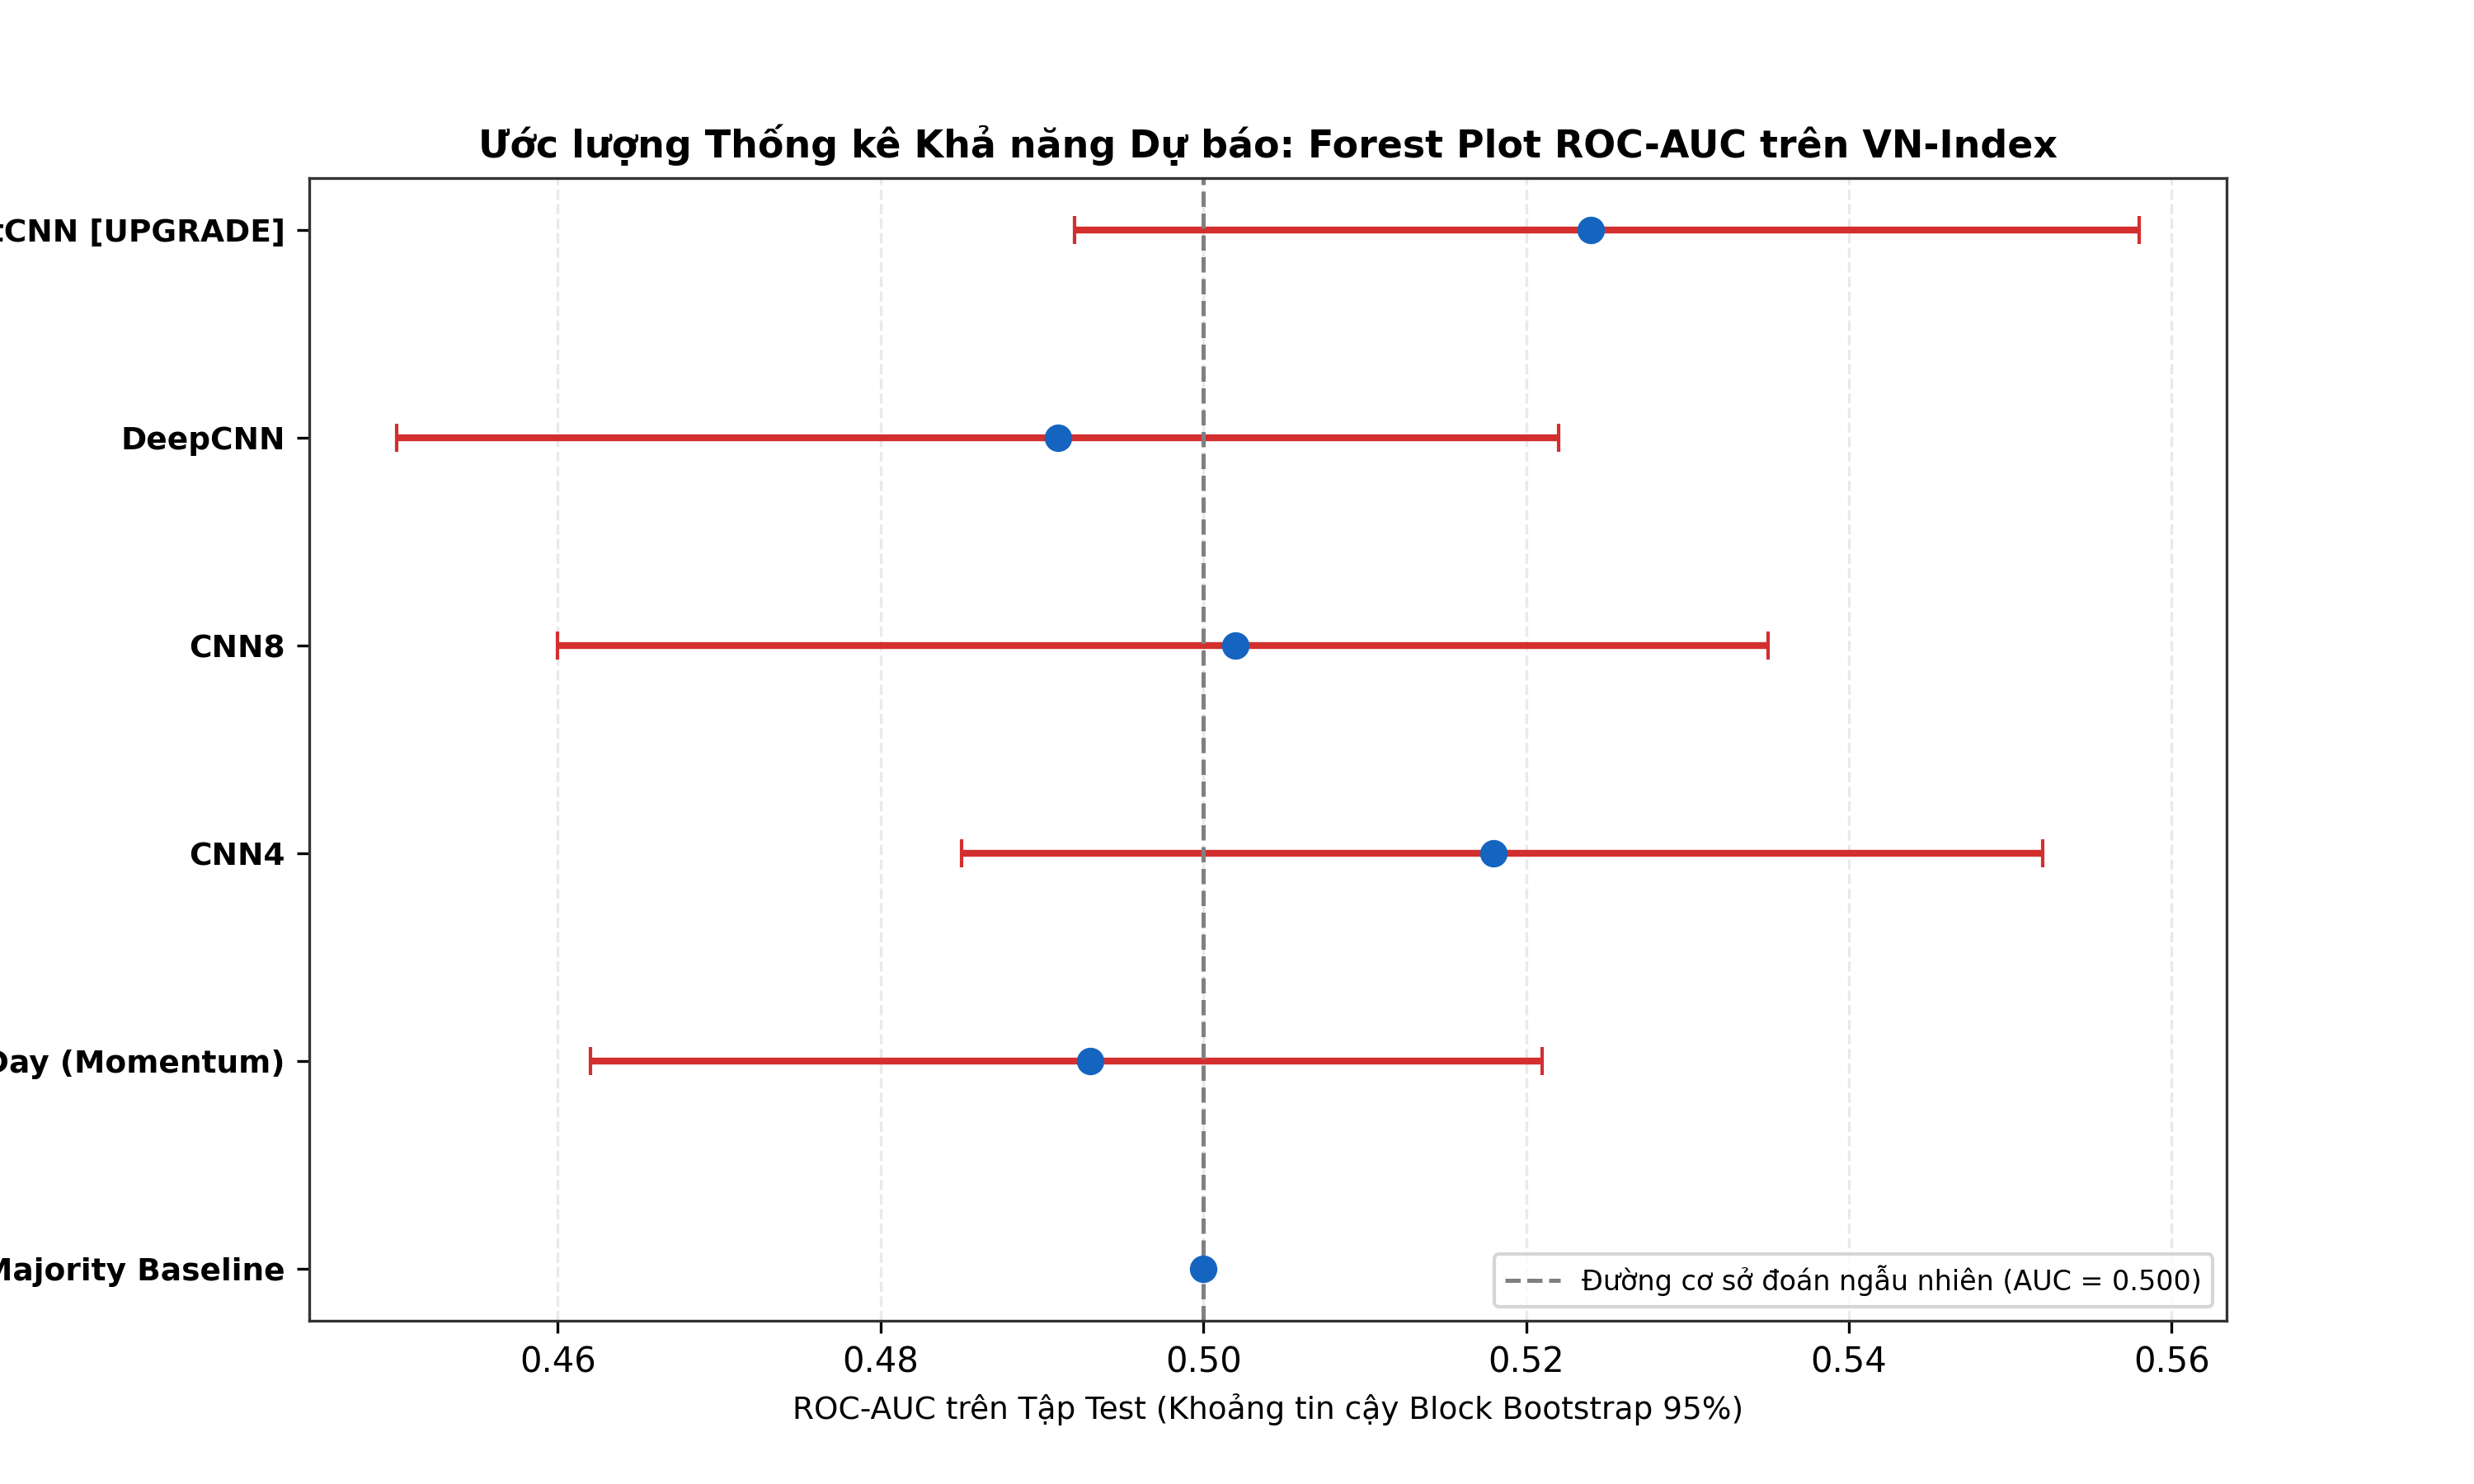 Ước lượng Thống kê Khả năng Dự báo: Forest Plot ROC-AUC trên VN-Index
CNN [UPGRADE]
DeepCNN
CNN8
CNN4
Day (Momentum)
Majority Baseline
Đường cơ sở đoán ngẫu nhiên (AUC = 0.500)
0.46 0.48 0.50 0.52 0.54 0.56
ROC-AUC trên Tập Test (Khoảng tin cậy Block Bootstrap 95%)